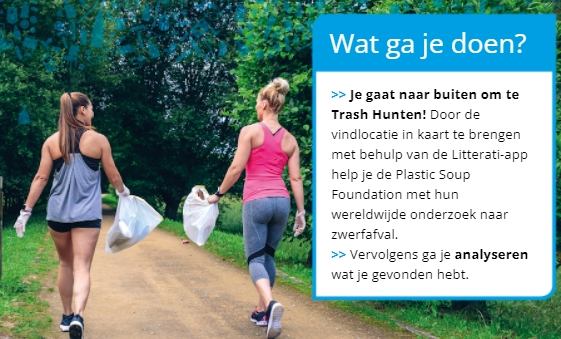 Wat ga je doen?
>> Je gaat naar buiten om te
Trash Hunten! Door de
vindlocatie in kaart te brengen
met behulp van de Litterati-app
help je de Plastic Soup
Foundation met hun
wereldwijde onderzoek naar
zwerfafval.
>> Vervolgens ga je analyseren
wat je gevonden hebt.